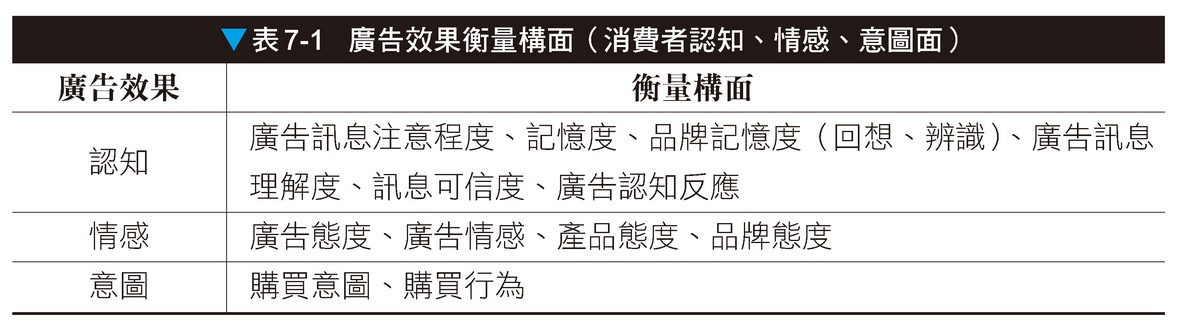 ▼表7-1 廣告效果衡量構面（消費者認知、情感、意圖面）
廣告效果 衡量構面
認知 廣告訊息注意程度、記憶度、品牌記憶度（回想、辨識）、廣告訊息
理解度、訊息可信度、廣告認知反應
情感 廣告態度、廣告情感、產品態度、品牌態度
意圖 購買意圖、購買行為